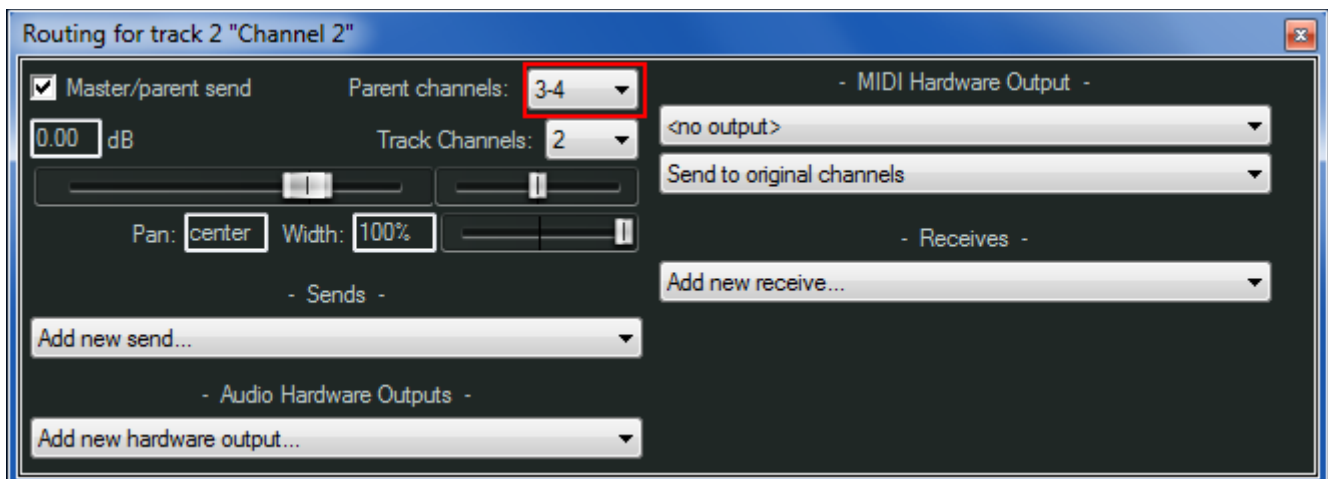 Routing for track 2 "Channel 2"
Master/parent send Parent channels: 3-4
0.00 dB Track Channels: 2
Pan: center Width: 100%
- Sends -
Add new send...
- Audio Hardware Outputs -
Add new hardware output...
- MIDI Hardware Output -
<no output>
Send to original channels
- Receives -
Add new receive...